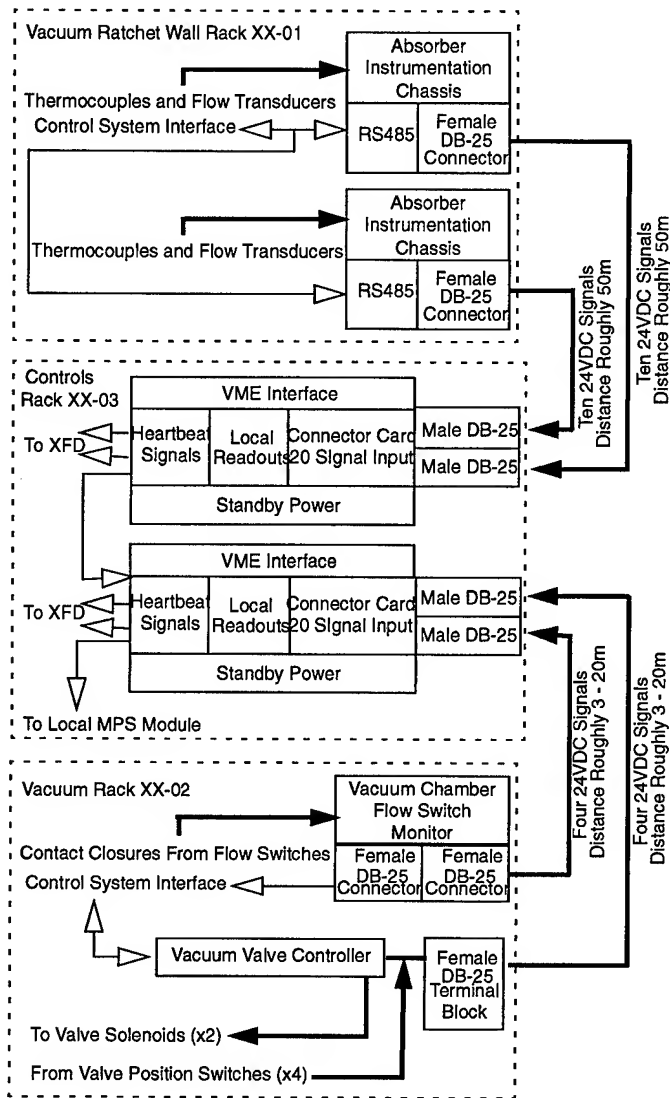 Vacuum Ratchet Wall Rack XX-01
Absorber
Instrumentation
Chassis
Thermocouples and Flow Transducers
Control System Interface
RS485
Female
DB-25
Connector
Absorber
Instrumentation
Chassis
Thermocouples and Flow Transducers
RS485
Female
DB-25
Connector
Ten 24VDC Signals
Distance Roughly 50m
Ten 24VDC Signals
Distance Roughly 50m
Controls
Rack XX-03
VME Interface
To XFD
Heartbeat
Signals
Local
Readouts
Connector Card
20 SIgnal Input
Male DB-25
Male DB-25
Standby Power
VME Interface
To XFD
Heartbeat
Signals
Local
Readouts
Connector Card
20 SIgnal Input
Male DB-25
Male DB-25
Standby Power
To Local MPS Module
Four 24VDC Signals
Distance Roughly 3 - 20m
Four 24VDC Signals
Distance Roughly 3 - 20m
Vacuum Rack XX-02
Vacuum Chamber
Flow Switch
Monitor
Contact Closures From Flow Switches
Control System Interface
Female
DB-25
Connector
Female
DB-25
Connector
Vacuum Valve Controller
Female
DB-25
Terminal
Block
To Valve Solenoids (x2)
From Valve Position Switches (x4)